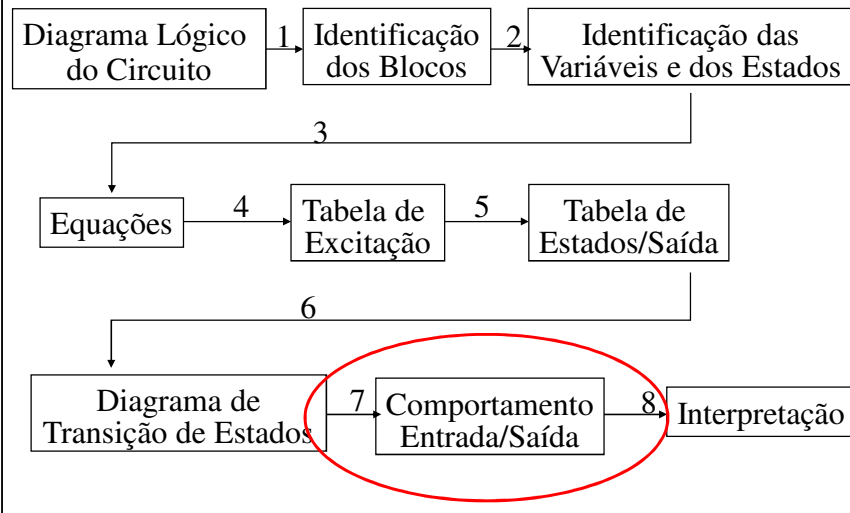 Diagrama Lógico
do Circuito
1
Identificação
dos Blocos
2
Identificação das
Variáveis e dos Estados
3
Equações
4
Tabela de
Excitação
5
Tabela de
Estados/Saída
6
Diagrama de
Transição de Estados
7
Comportamento
Entrada/Saída
8
Interpretação